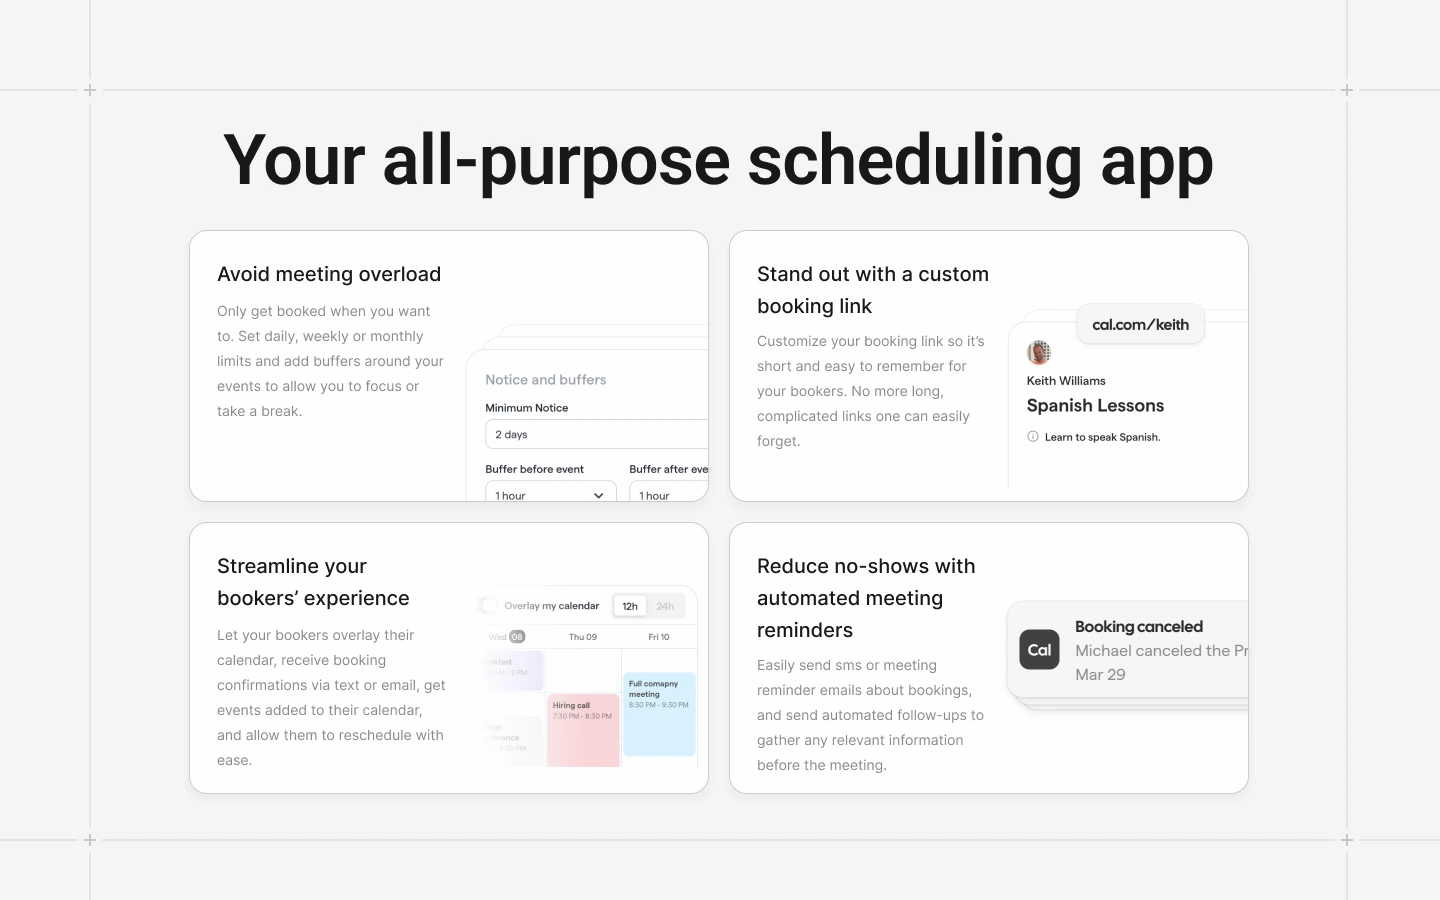 Your all-purpose scheduling app
Avoid meeting overload
Only get booked when you want
to. Set daily, weekly or monthly
limits and add buffers around your
events to allow you to focus or
take a break.
Notice and buffers
Minimum Notice
2 days
Buffer before event
Buffer after eve
1 hour
1 hour
Stand out with a custom
booking link
Customize your booking link so it’s
short and easy to remember for
your bookers. No more long,
complicated links one can easily
forget.
cal.com/keith
Keith Williams
Spanish Lessons
Learn to speak Spanish.
Streamline your
bookers’ experience
Let your bookers overlay their
calendar, receive booking
confirmations via text or email, get
events added to their calendar,
and allow them to reschedule with
ease.
Overlay my calendar
12h
24h
Wed 08
Thu 09
Fri 10
Full comapny
meeting
8:30 PM - 9:30 PM
Hiring call
7:30 PM - 8:30 PM
Reduce no-shows with
automated meeting
reminders
Easily send sms or meeting
reminder emails about bookings,
and send automated follow-ups to
gather any relevant information
before the meeting.
Cal
Booking canceled
Michael canceled the Pr
Mar 29